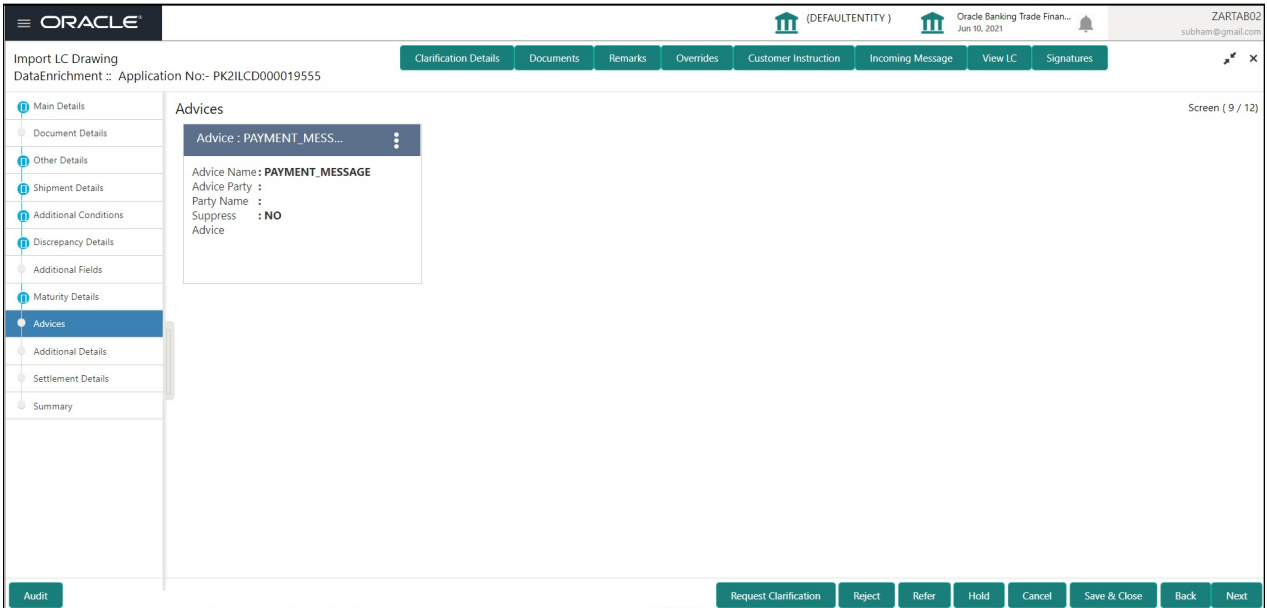 ORACLE
(DEFAULTENTITY )
Oracle Banking Trade Finan...
Jun 10, 2021
ZARTAB02
subham@gmail.com
Import LC Drawing
DataEnrichment :: Application No:- PK2ILCD000019555
Clarification Details
Documents
Remarks
Overrides
Customer Instruction
Incoming Message
View LC
Signatures
Main Details
Document Details
Other Details
Shipment Details
Additional Conditions
Discrepancy Details
Additional Fields
Maturity Details
Advices
Additional Details
Settlement Details
Summary
Advices
Screen ( 9 / 12)
Advice : PAYMENT_MESS...
Advice Name : PAYMENT_MESSAGE
Advice Party :
Party Name :
Suppress : NO
Advice
Audit
Request Clarification
Reject
Refer
Hold
Cancel
Save & Close
Back
Next